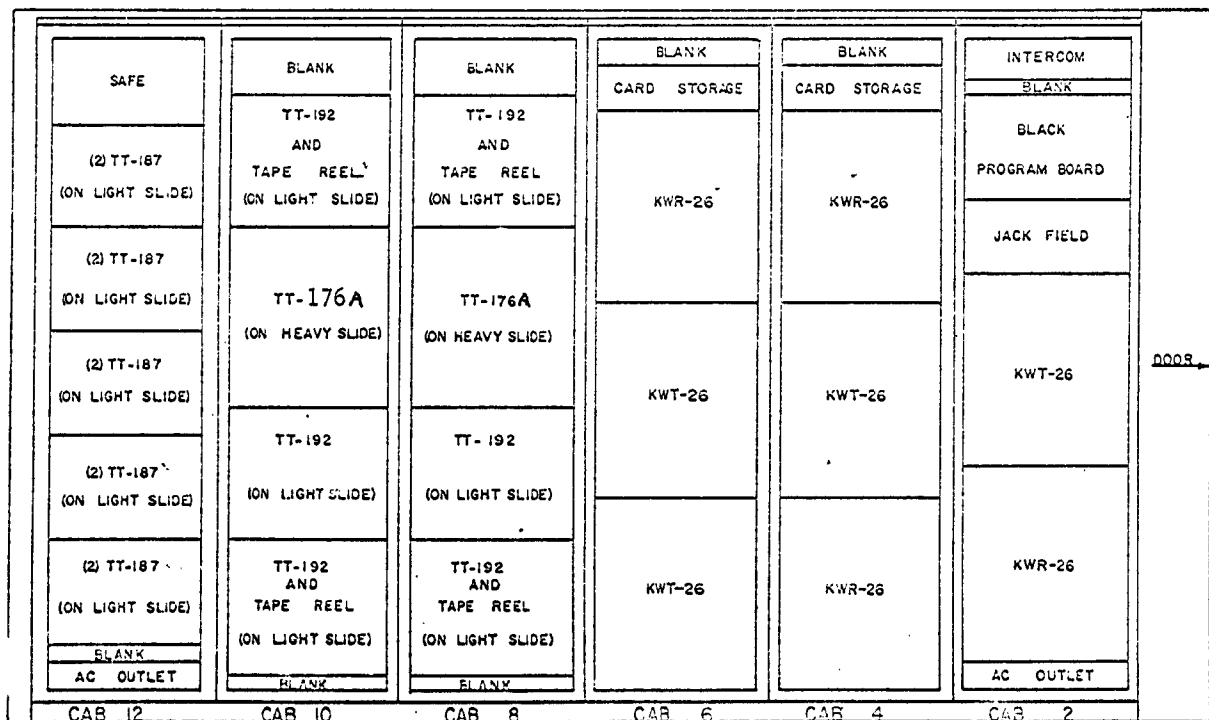 SAFE
(2) TT-187
(ON LIGHT SLIDE)
(2) TT-187
(ON LIGHT SLIDE)
(2) TT-187
(ON LIGHT SLIDE)
(2) TT-187
(ON LIGHT SLIDE)
(2) TT-187
(ON LIGHT SLIDE)
BLANK
AC OUTLET
CAB 12
BLANK
TT-192
AND
TAPE REEL
(ON LIGHT SLIDE)
TT-176A
(ON HEAVY SLIDE)
TT-192
(ON LIGHT SLIDE)
TT-192
AND
TAPE REEL
(ON LIGHT SLIDE)
BLANK
CAB 10
BLANK
TT-192
AND
TAPE REEL
(ON LIGHT SLIDE)
TT-176A
(ON HEAVY SLIDE)
TT-192
(ON LIGHT SLIDE)
TT-192
AND
TAPE REEL
(ON LIGHT SLIDE)
BLANK
CAB 8
BLANK
CARD STORAGE
KWR-26
KWT-26
KWT-26
CAB 6
BLANK
CARD STORAGE
KWR-26
KWT-26
KWR-26
CAB 4
INTERCOM
BLANK
BLACK
PROGRAM BOARD
JACK FIELD
KWT-26
KWR-26
AC OUTLET
CAB 2
DOOR